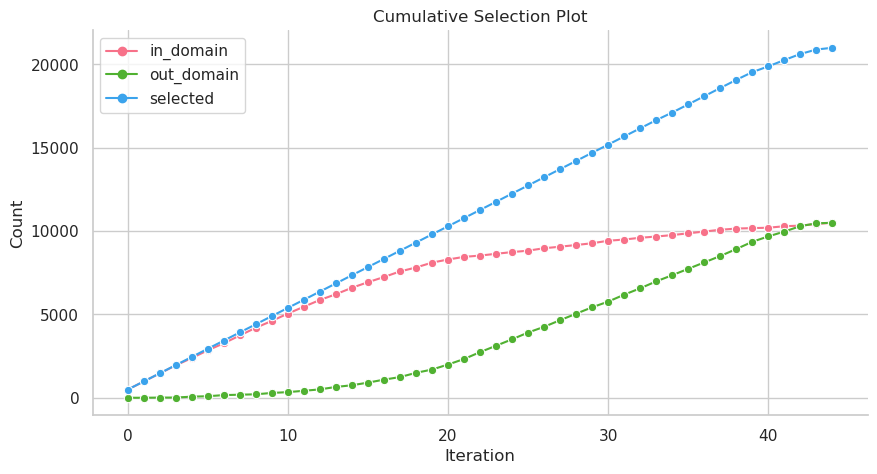 Cumulative Selection Plot
in_domain
out_domain
selected
20000
15000
10000
5000
0
Count
0 10 20 30 40
Iteration